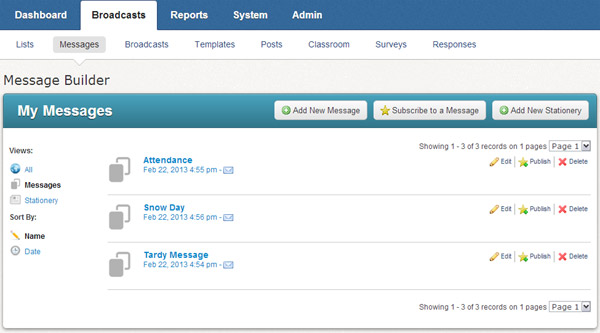 Dashboard Broadcasts Reports System Admin
Lists Messages Broadcasts Templates Posts Classroom Surveys Responses
Message Builder
My Messages Add New Message Subscribe to a Message Add New Stationery
Showing 1 - 3 of 3 records on 1 pages Page 1
Views:
All
Messages
Stationery
Sort By:
Name
Date
Attendance
Feb 22, 2013 4:55 pm -
Edit Publish Delete
Snow Day
Feb 22, 2013 4:56 pm -
Edit Publish Delete
Tardy Message
Feb 22, 2013 4:54 pm -
Edit Publish Delete
Showing 1 - 3 of 3 records on 1 pages Page 1